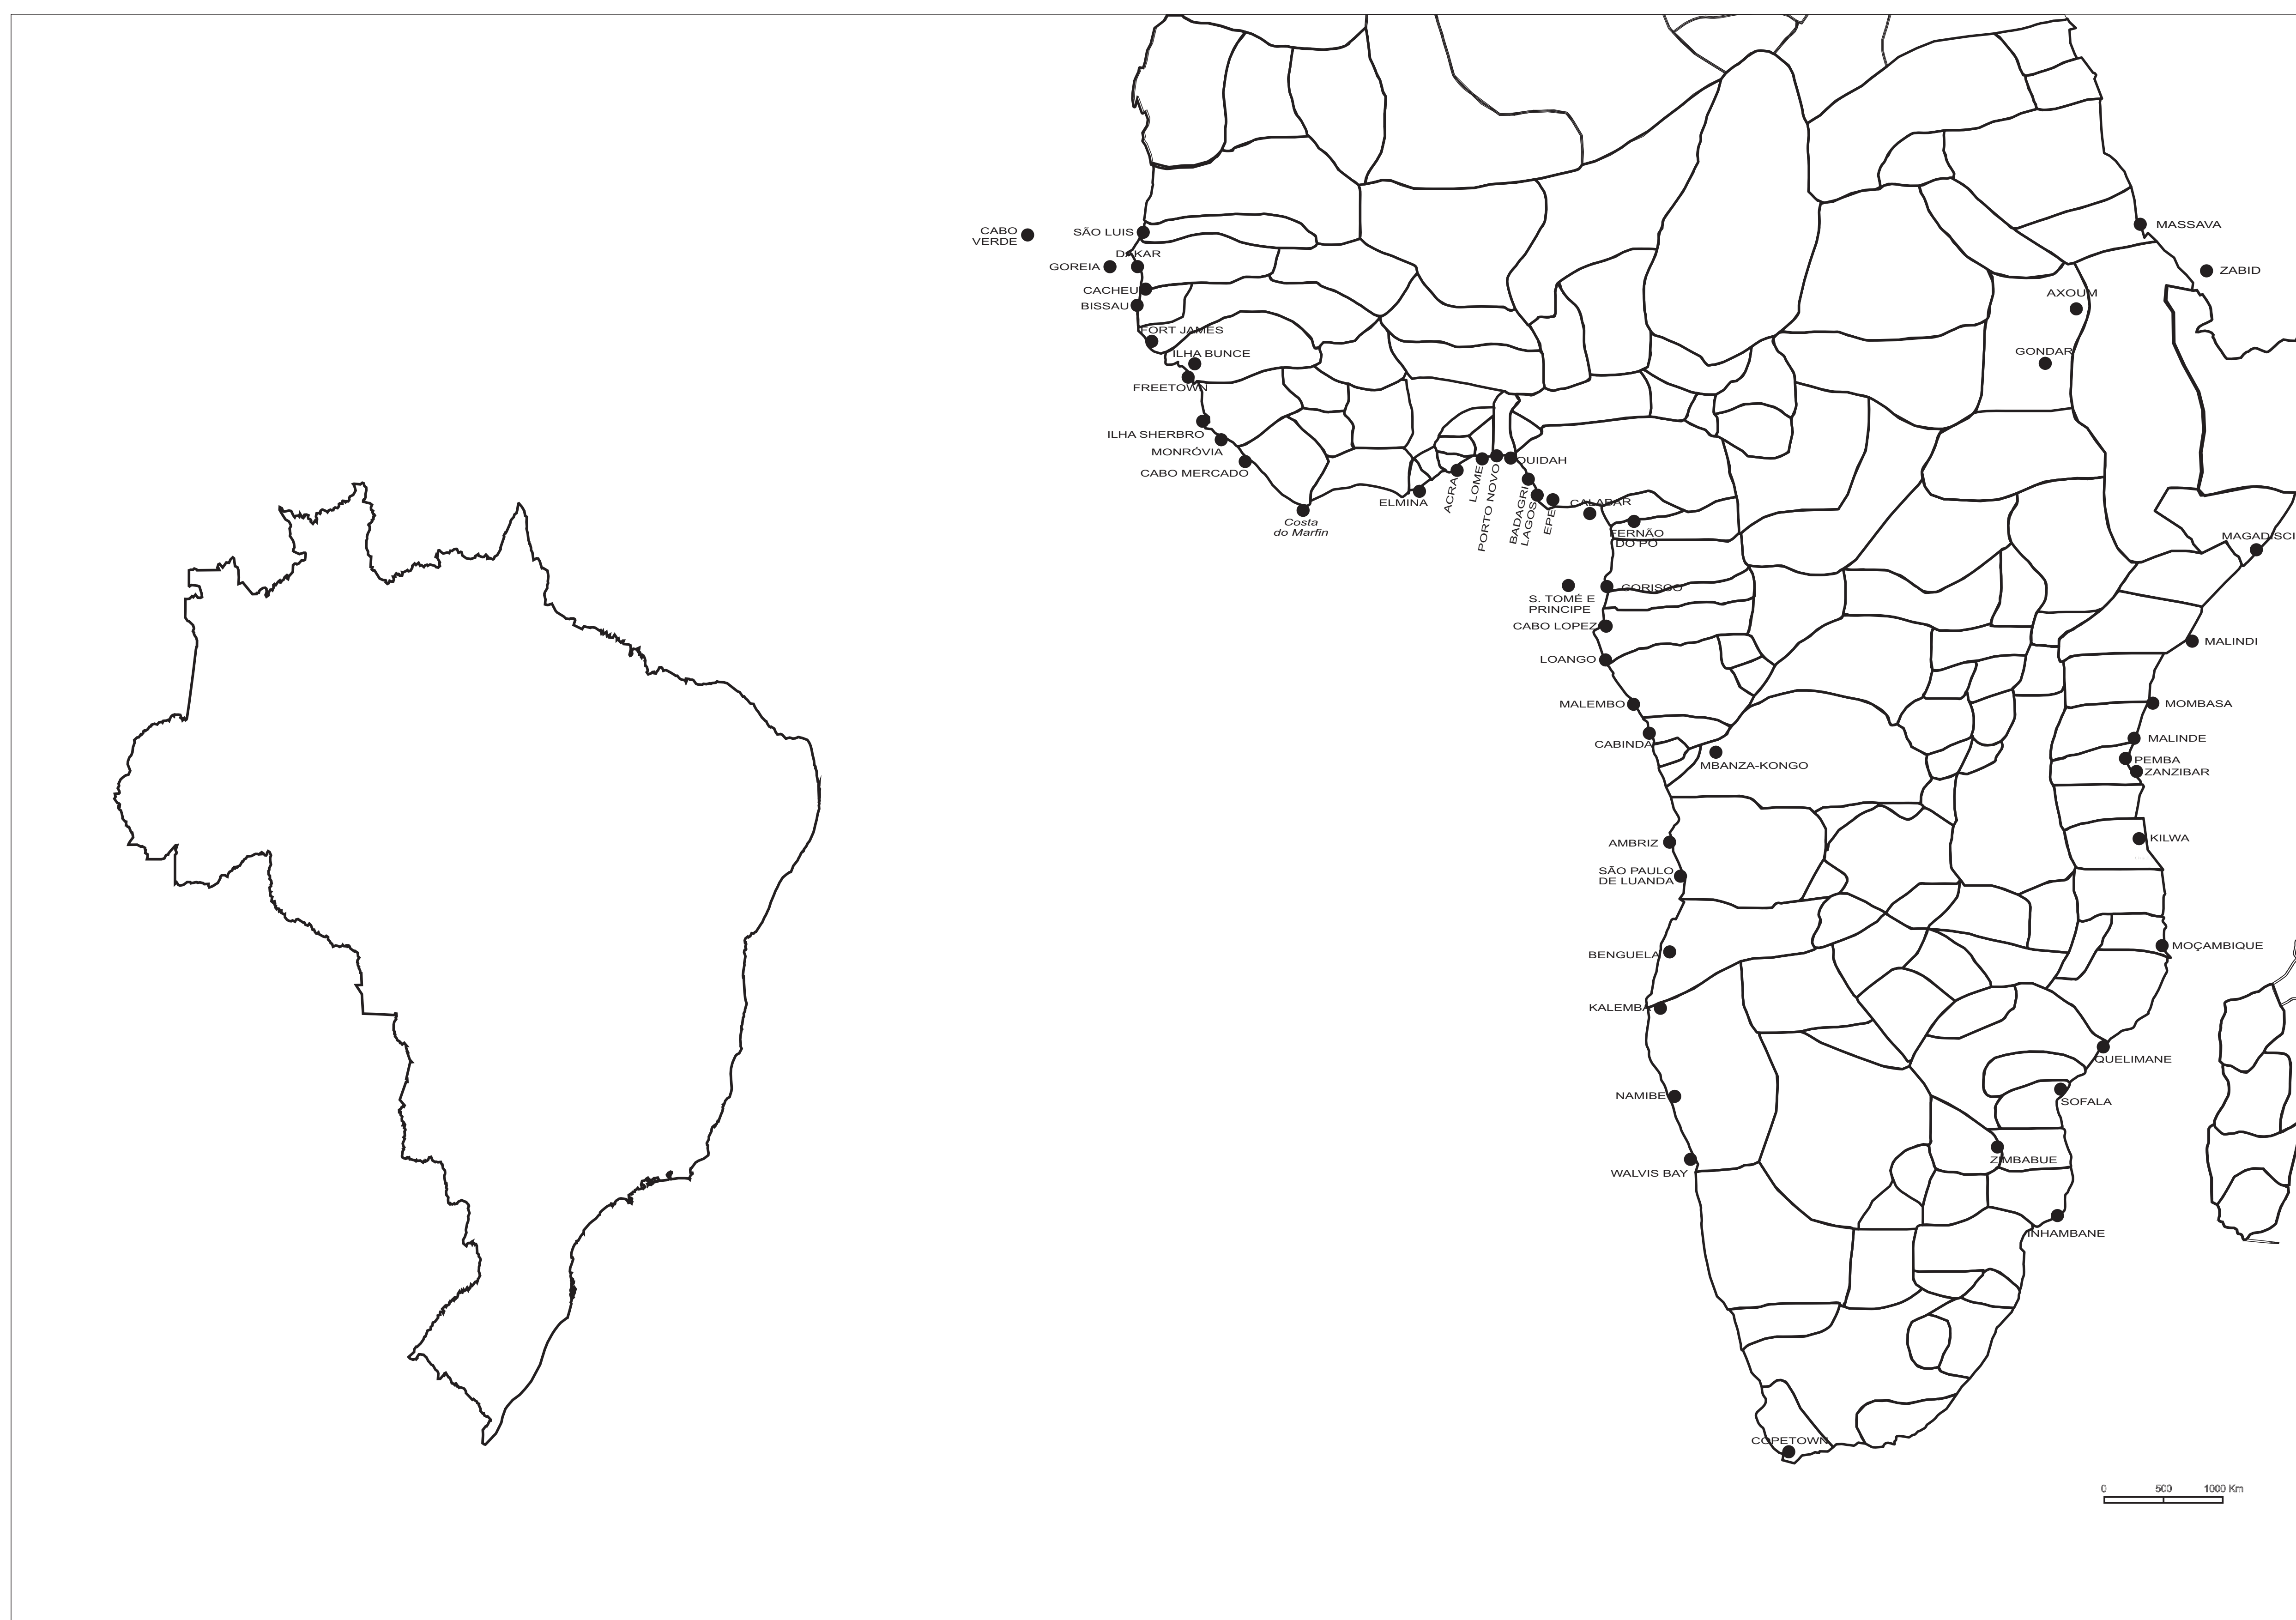 MASSAVA
CABO
VERDE
SÃO LUIS
DAKAR
GOREIA
ZABID
CACHEU
AXOUM
BISSAU
FORT JAMES
ILHA BUNCE
GONDAR
FREETOWN
ILHA SHERBRO
MONRÓVIA
CABO MERCADO
OUIDAH
ELMINA
ACRA
LOME
PORTO NOVO
BADAGRI
LAGOS
EPE
CALABAR
Costa
do Marfin
FERNÃO
DO PO
MAGADISCI
CORISCO
S. TOMÉ E
PRINCIPE
CABO LOPEZ
MALINDI
LOANGO
MALEMBO
MOMBASA
CABINDA
MALINDE
MBANZA-KONGO
PEMBA
ZANZIBAR
AMBRIZ
KILWA
SÃO PAULO
DE LUANDA
BENGUELA
MOÇAMBIQUE
KALEMBA
QUELIMANE
NAMIBE
SOFALA
ZIMBABUE
WALVIS BAY
INHAMBANE
COPETOWN
0 500 1000 Km